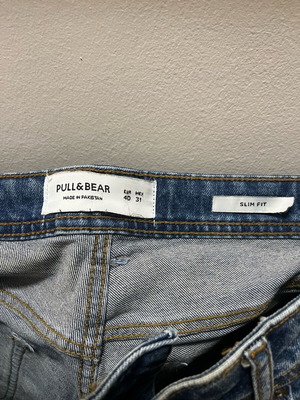 PULL&BEAR
MADE IN PAKISTAN
EUR MEX
40 31
SLIM FIT